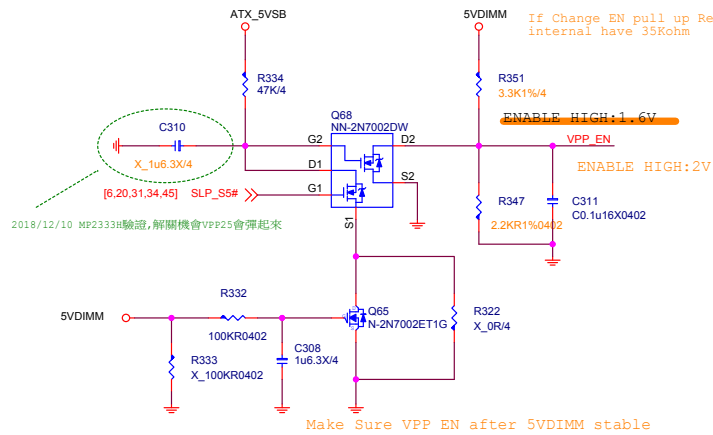 ATX_5VSB
5VDIMM
If Change EN pull up Re
internal have 35Kohm
R334
47K/4
R351
3.3K1%/4
Q68
NN-2N7002DW
ENABLE HIGH:1.6V
C310
G2
D2
VPP_EN
X_1u6.3X/4
D1
ENABLE HIGH:2V
[6,20,31,34,45] SLP_S5#
G1
S2
R347
2.2KR1%0402
C311
C0.1u16X0402
S1
2018/12/10 MP2333H驗證,解關機會VPP25會彈起來
R332
5VDIMM
100KR0402
Q65
N-2N7002ET1G
R322
X_0R/4
R333
X_100KR0402
C308
1u6.3X/4
Make Sure VPP EN after 5VDIMM stable